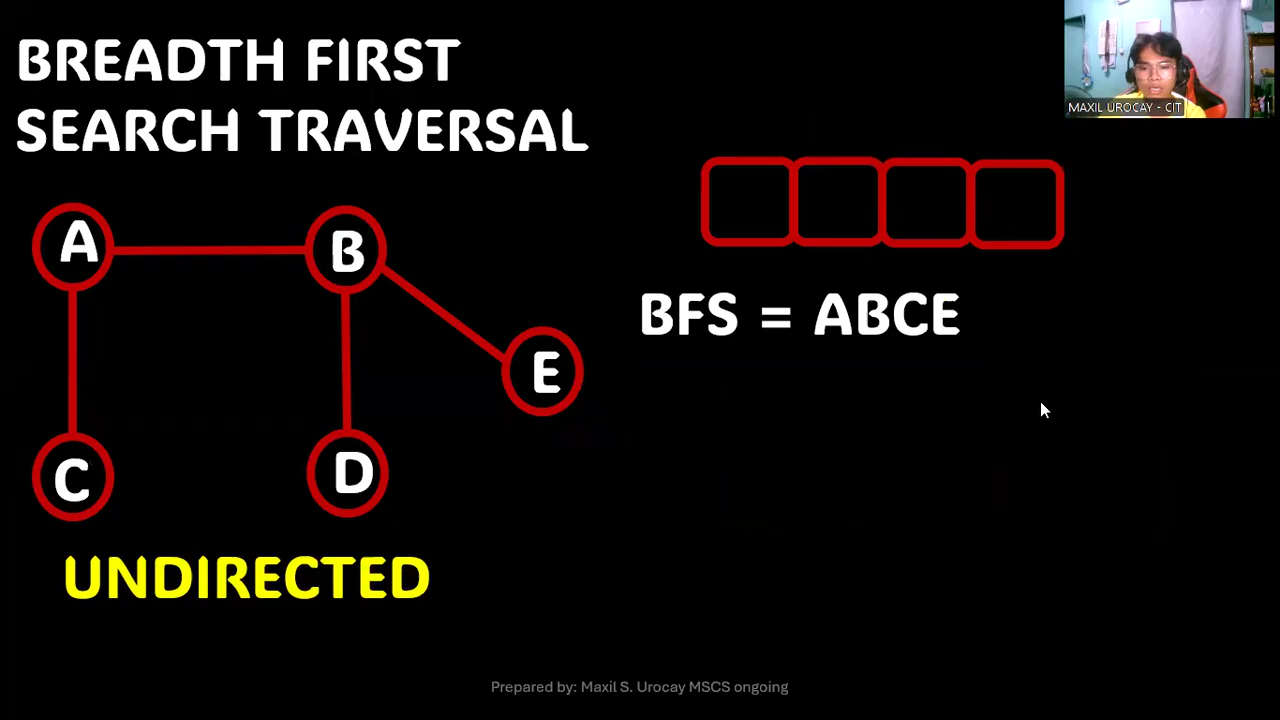 BREADTH FIRST
SEARCH TRAVERSAL
MAXIL UROCAY - CIT
A
B
BFS = ABCE
E
C
D
UNDIRECTED
Prepared by: Maxil S. Urocay MSCS ongoing